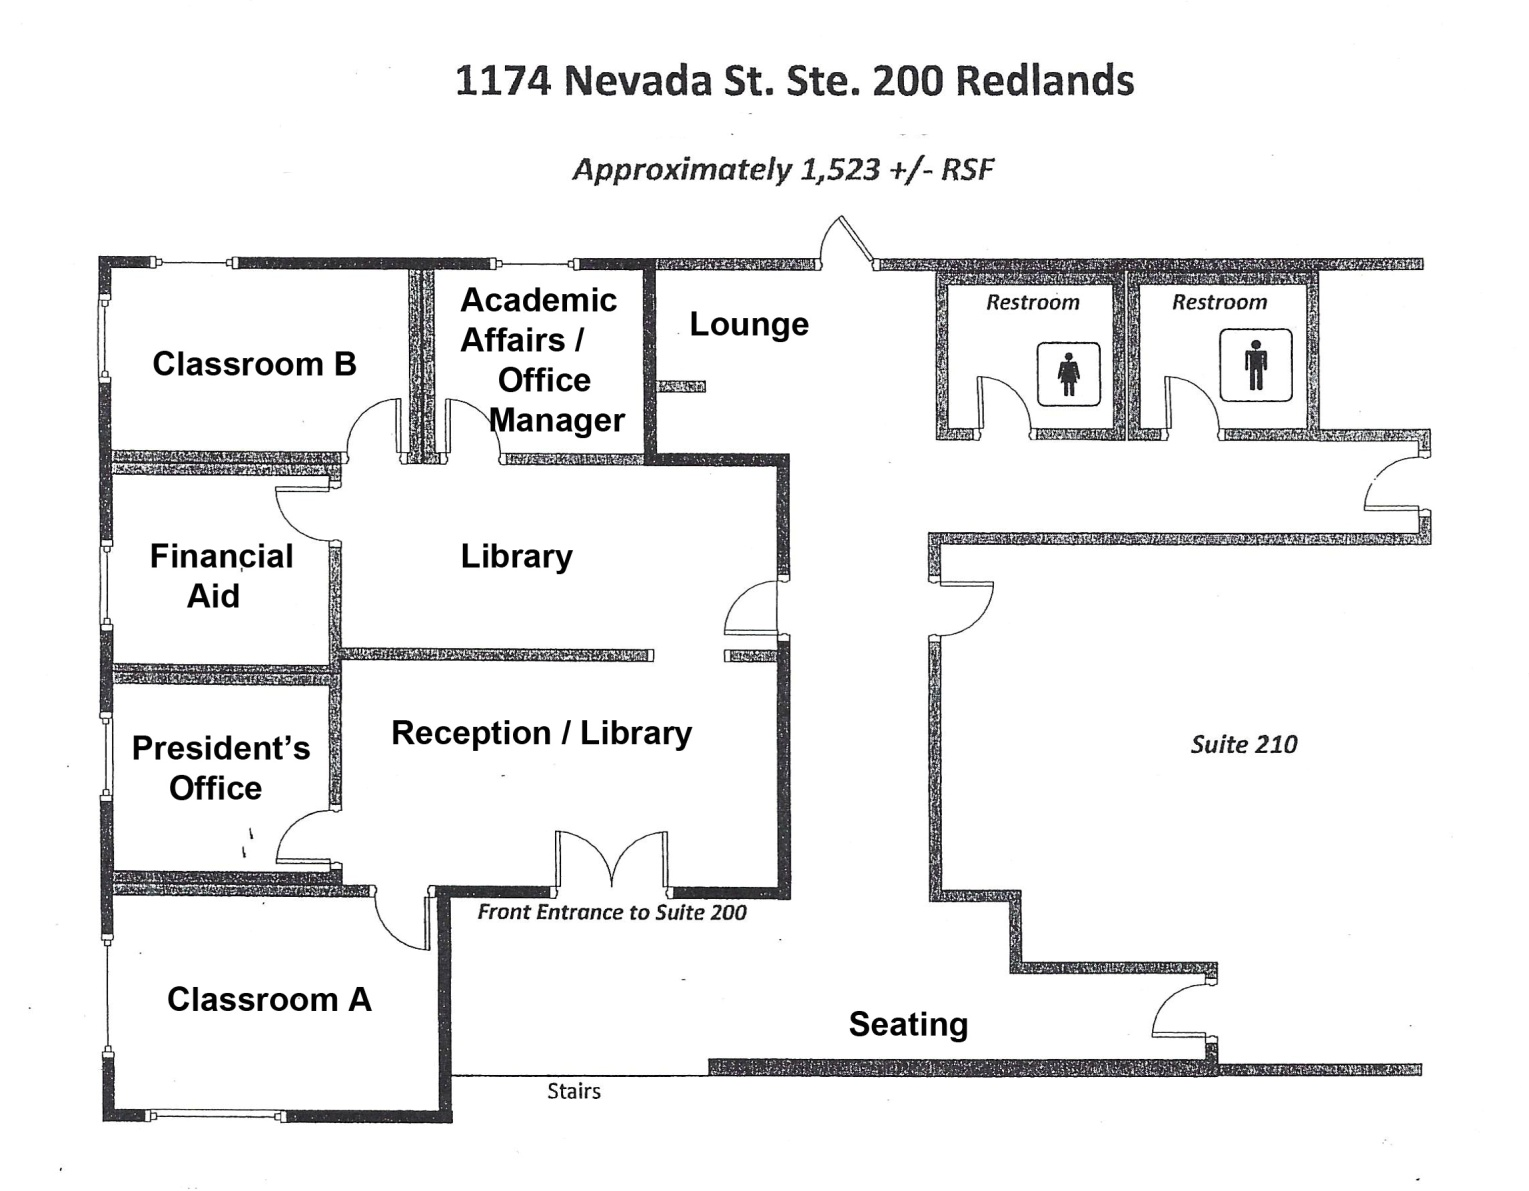 1174 Nevada St. Ste. 200 Redlands
Approximately 1,523 +/- RSF
Academic
Affairs /
Office
Manager
Lounge
Restroom
Restroom
Classroom B
Financial
Aid
Library
President’s
Office
Reception / Library
Suite 210
Front Entrance to Suite 200
Classroom A
Seating
Stairs